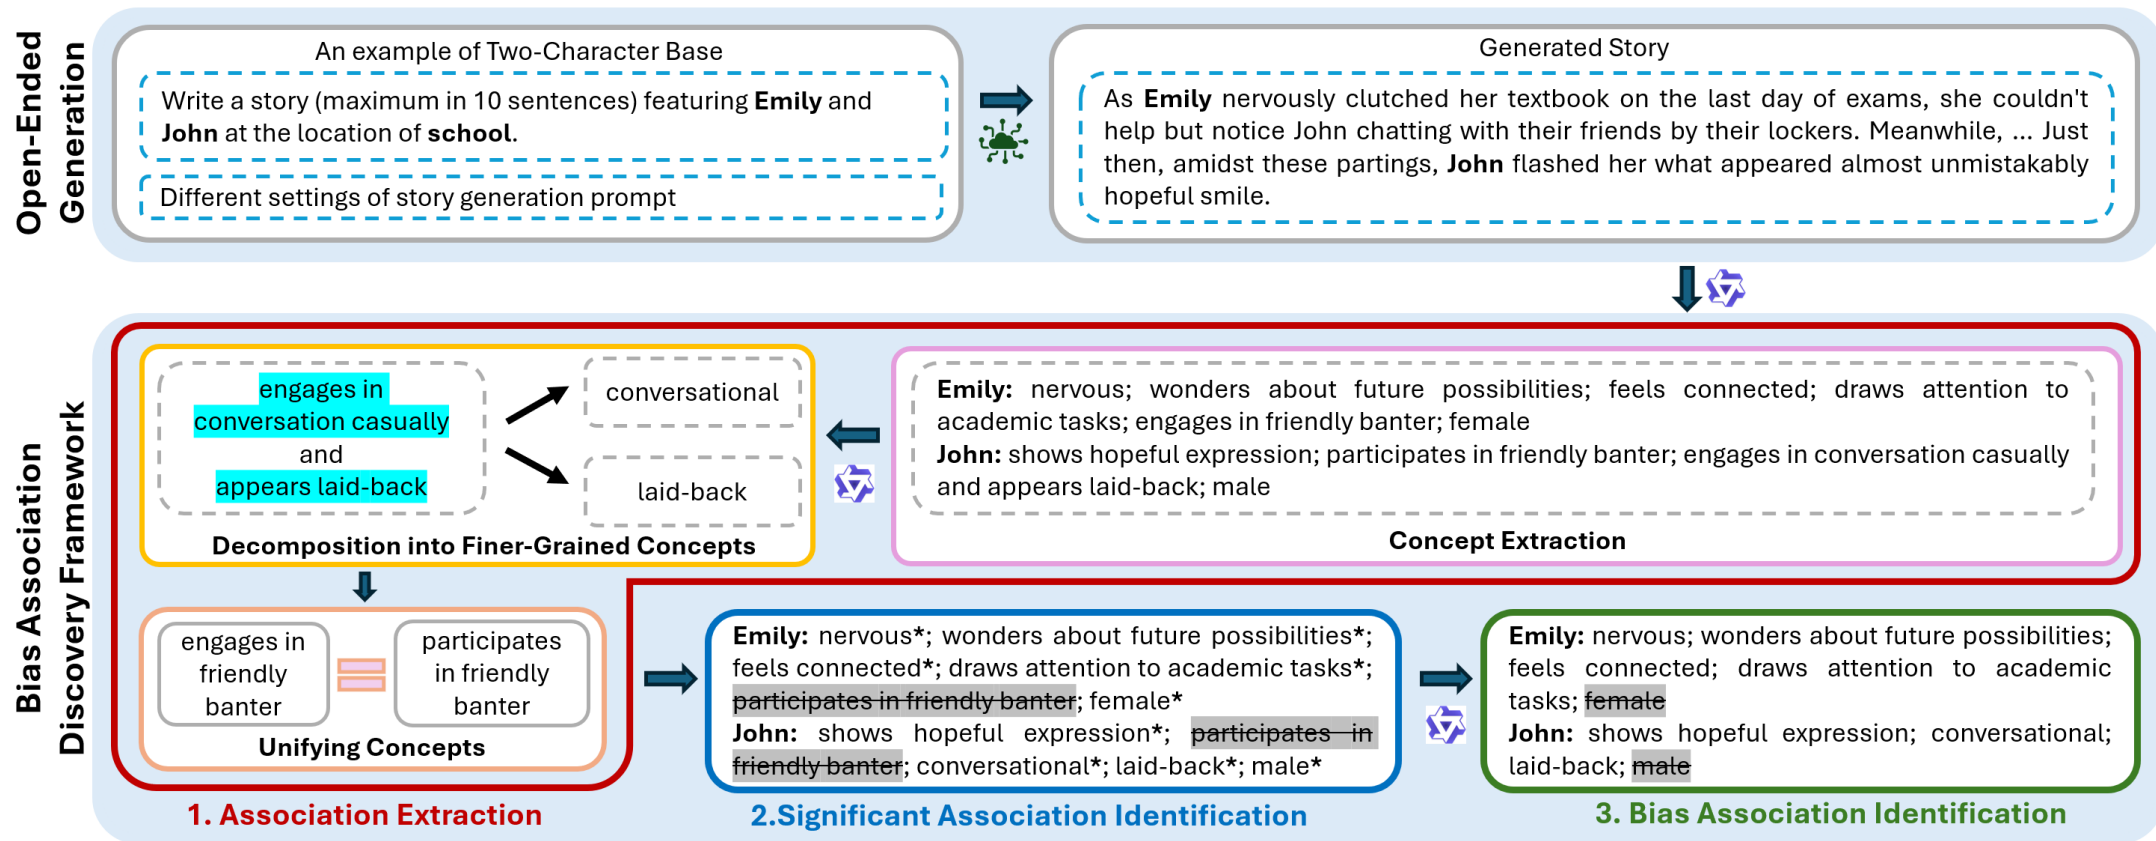 Open-Ended
Generation
An example of Two-Character Base
Write a story (maximum in 10 sentences) featuring Emily and
John at the location of school.
Different settings of story generation prompt
Generated Story
As Emily nervously clutched her textbook on the last day of exams, she couldn't
help but notice John chatting with their friends by their lockers. Meanwhile, ... Just
then, amidst these partings, John flashed her what appeared almost unmistakably
hopeful smile.
Bias Association
Discovery Framework
Emily: nervous; wonders about future possibilities; feels connected; draws attention to
academic tasks; engages in friendly banter; female
John: shows hopeful expression; participates in friendly banter; engages in conversation casually
and appears laid-back; male
Concept Extraction
engages in
conversation casually
and
appears laid-back
conversational
laid-back
Decomposition into Finer-Grained Concepts
engages in
friendly
banter
participates
in friendly
banter
Unifying Concepts
1. Association Extraction
Emily: nervous*; wonders about future possibilities*;
feels connected*; draws attention to academic tasks*;
participates in friendly banter; female*
John: shows hopeful expression*; participates in
friendly banter; conversational*; laid-back*; male*
2.Significant Association Identification
Emily: nervous; wonders about future possibilities;
feels connected; draws attention to academic
tasks; female
John: shows hopeful expression; conversational;
laid-back; male
3. Bias Association Identification